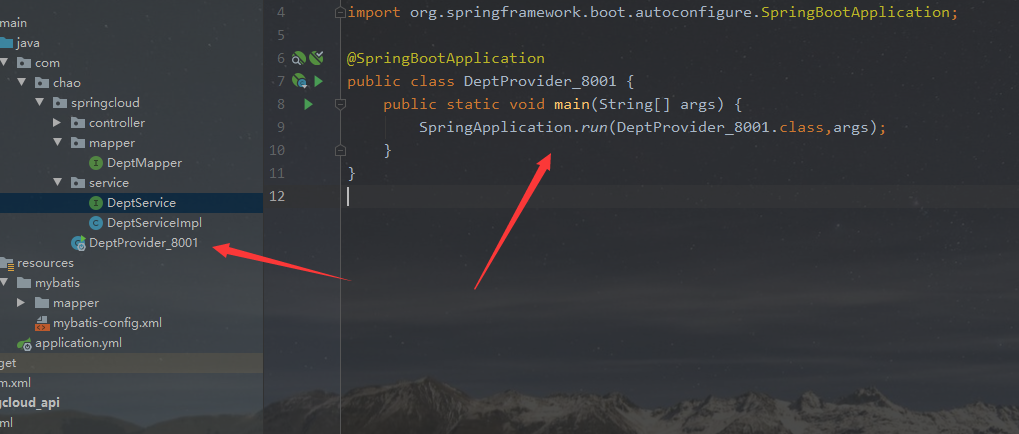 main
java
com
chao
springcloud
controller
mapper
I DeptMapper
service
I DeptService
C DeptServiceImpl
DeptProvider_8001
resources
mybatis
mapper
mybatis-config.xml
application.yml
get
m.xml
gcloud_api
ml
4 import org.springframework.boot.autoconfigure.SpringBootApplication;
5
6 @SpringBootApplication
7 public class DeptProvider_8001 {
8 public static void main(String[] args) {
9 SpringApplication.run(DeptProvider_8001.class,args);
10 }
11 }
12